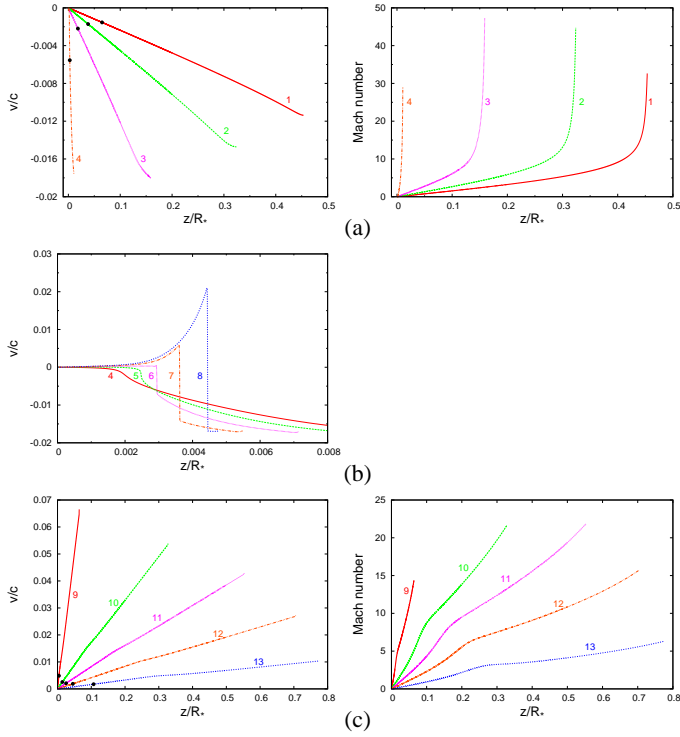 0
-0.004
-0.008
-0.012
-0.016
-0.02
v/c
1
2
3
4
0 0.1 0.2 0.3 0.4 0.5
z/R*
50
40
30
20
10
0
Mach number
4
3
2
1
0 0.1 0.2 0.3 0.4 0.5
z/R*
(a)
0.03
0.02
0.01
0
-0.01
-0.02
v/c
4 5 6 7 8
0 0.002 0.004 0.006 0.008
z/R*
(b)
0.07
0.06
0.05
0.04
0.03
0.02
0.01
0
v/c
9
10
11
12
13
0 0.1 0.2 0.3 0.4 0.5 0.6 0.7 0.8
z/R*
25
20
15
10
5
0
Mach number
9
10
11
12
13
0 0.1 0.2 0.3 0.4 0.5 0.6 0.7 0.8
z/R*
(c)